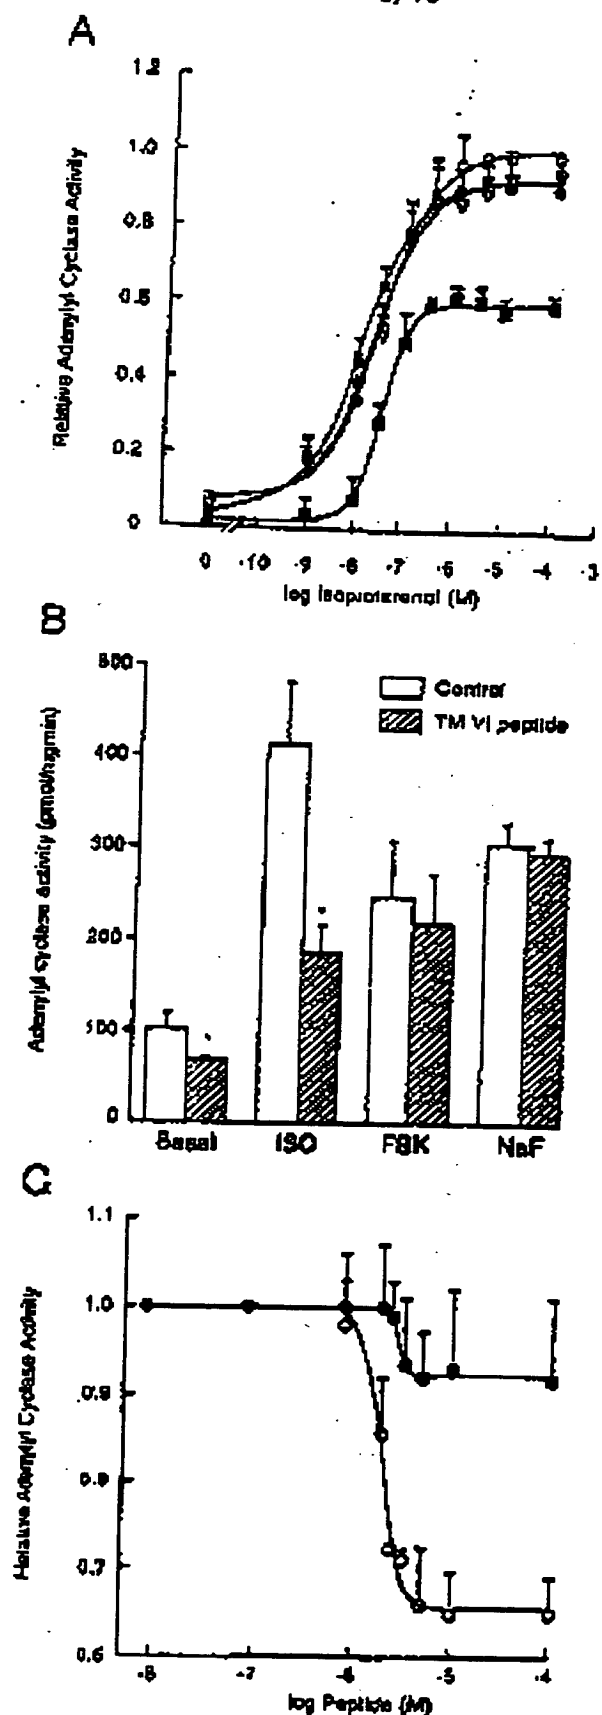 A
1.2
1.0
0.8
0.6
0.4
0.2
0
Relative Adenylyl Cyclase Activity
0 -10 -9 -8 -7 -6 -5 -4 -3
log Isoproterenol (M)
B
500
400
300
200
100
0
Adenylyl cyclase activity (pmol/mgmin)
Control
TM VI peptide
Basal ISO FSK NaF
C
1.1
1.0
0.9
0.8
0.7
0.6
Relative Adenylyl Cyclase Activity
-8 -7 -6 -5 -4
log Peptide (M)